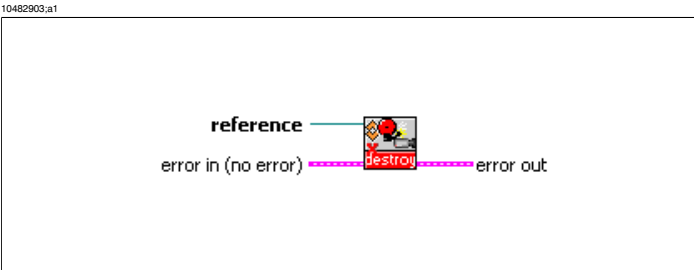 10482903;a1
reference
error in (no error)
destroy
error out